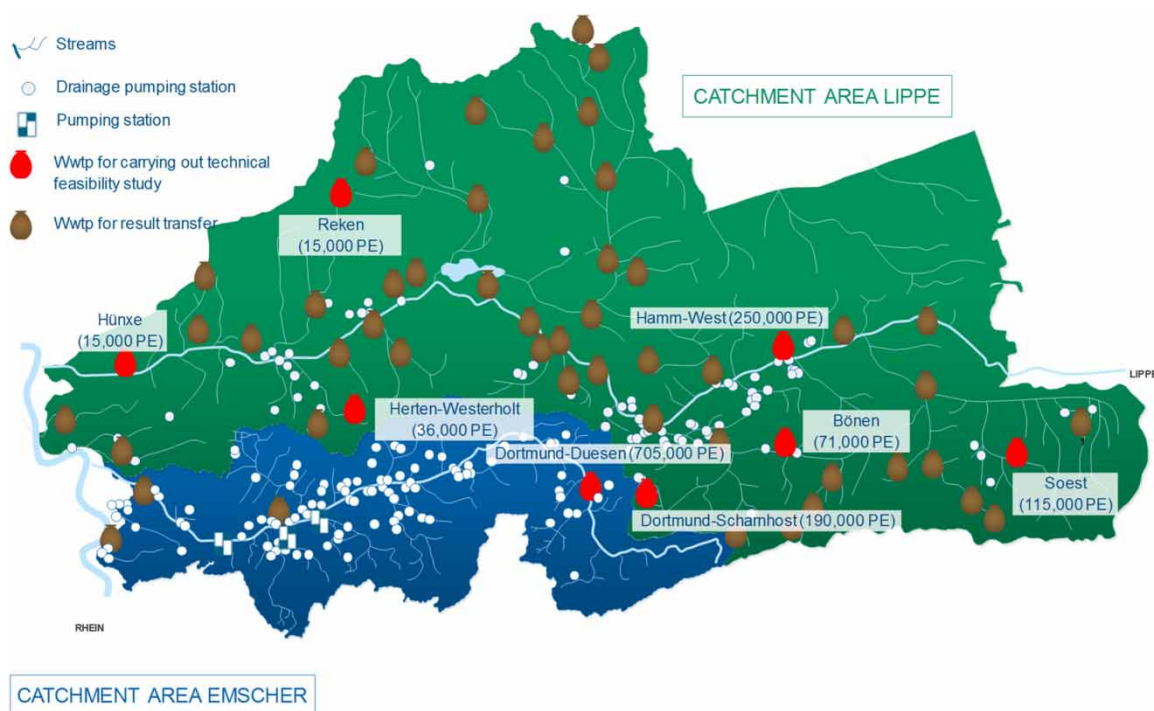 Streams
Drainage pumping station
Pumping station
Wwtp for carrying out technical
feasibility study
Wwtp for result transfer
CATCHMENT AREA LIPPE
Reken
(15,000 PE)
Hünxe
(15,000 PE)
Hamm-West (250,000 PE)
LIPPE
Herten-Westerholt
(36,000 PE)
Bönen
(71,000 PE)
Dortmund-Duesen (705,000 PE)
Soest
(115,000 PE)
Dortmund-Scharnhost (190,000 PE)
RHEIN
CATCHMENT AREA EMSCHER